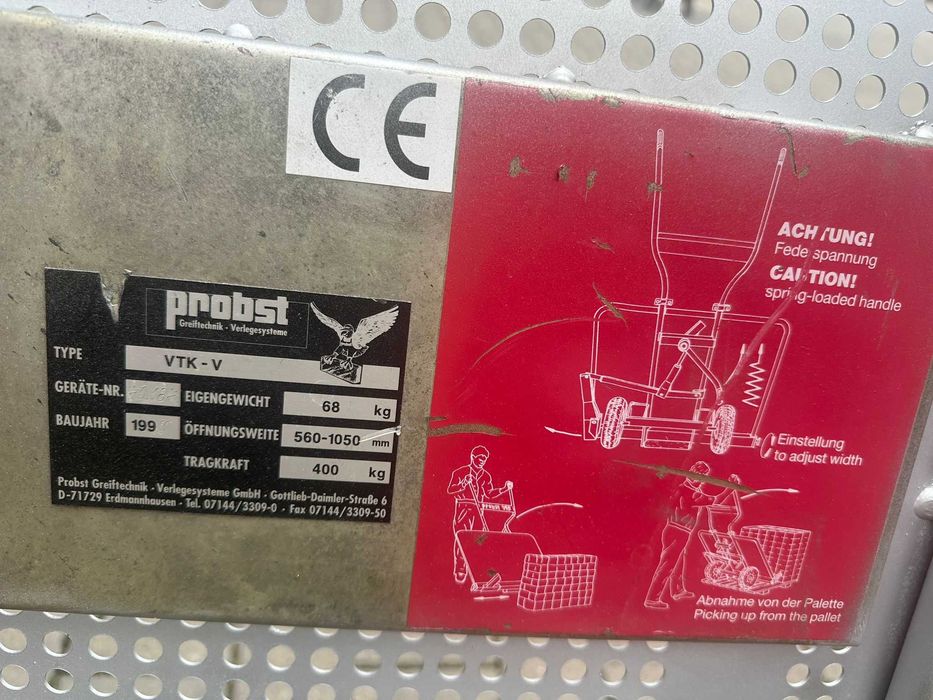 CE
probst
Greiftechnik · Verlegesysteme
TYPE VTK - V
GERÄTE-NR.
EIGENGEWICHT 68 kg
BAUJAHR 199
ÖFFNUNGSWEITE 560-1050 mm
TRAGKRAFT 400 kg
Probst Greiftechnik · Verlegesysteme GmbH · Gottlieb-Daimler-Straße 6
D-71729 Erdmannhausen · Tel. 07144/3309-0 · Fax 07144/3309-50
ACHTUNG!
Federspannung
CAUTION!
spring-loaded handle
Einstellung
to adjust width
Abnahme von der Palette
Picking up from the pallet